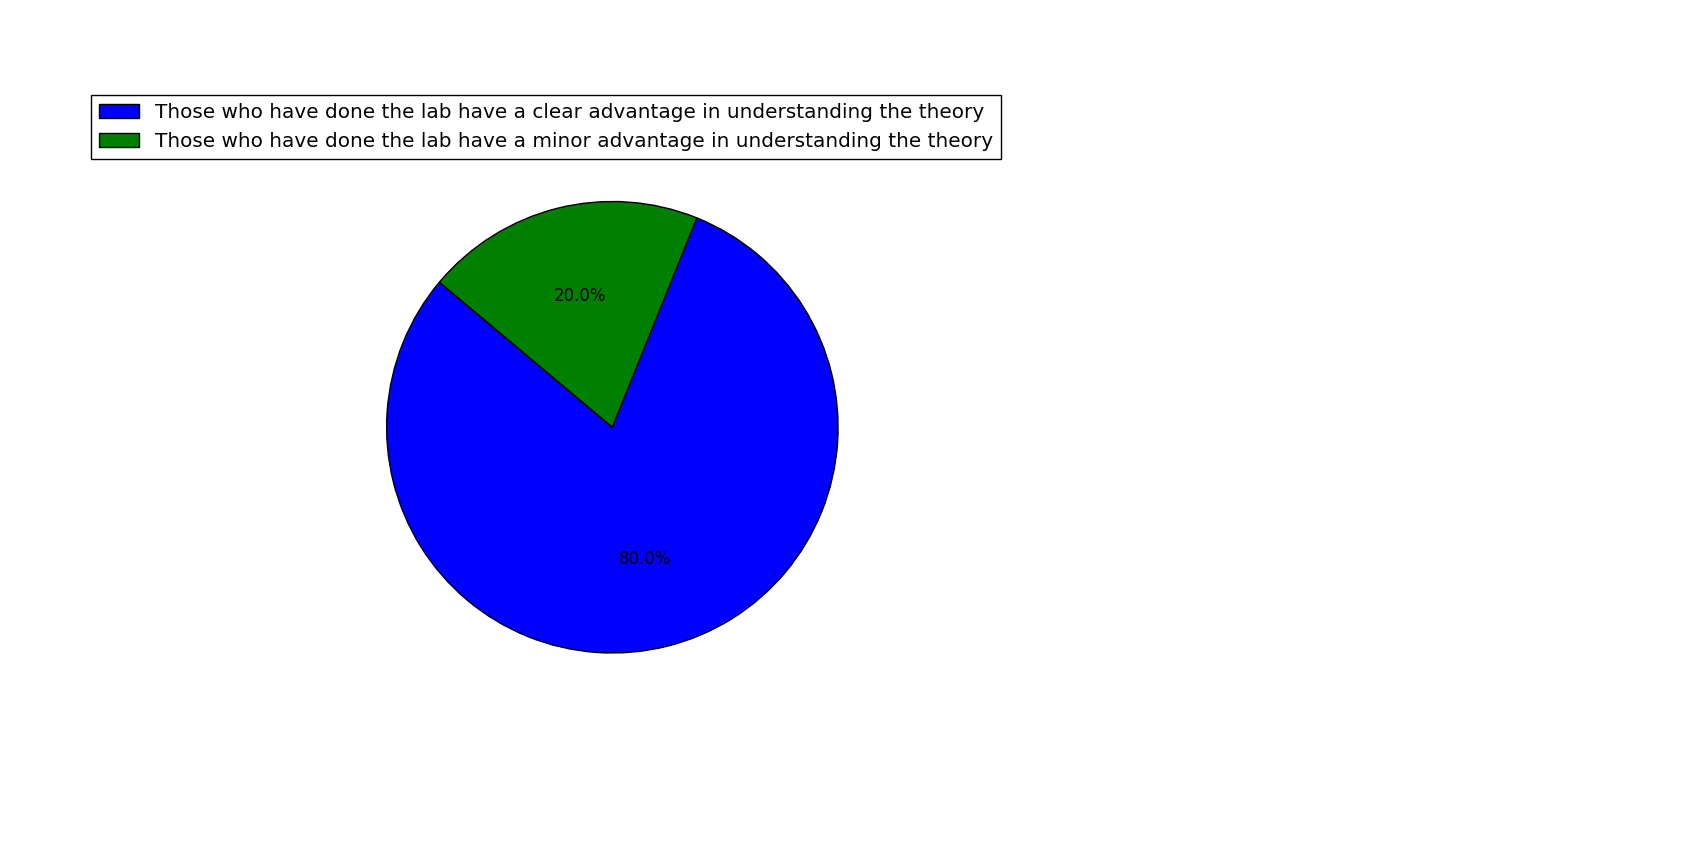 Those who have done the lab have a clear advantage in understanding the theory
Those who have done the lab have a minor advantage in understanding the theory
20.0%
80.0%